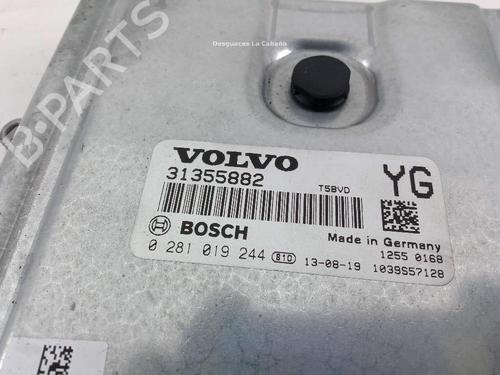 Desguaces La Cabaña
B-PARTS
VOLVO
31355882
T5BVD
YG
BOSCH
Made in Germany
0 281 019 244 B10 13-08-19
1255 0168
1039S57128